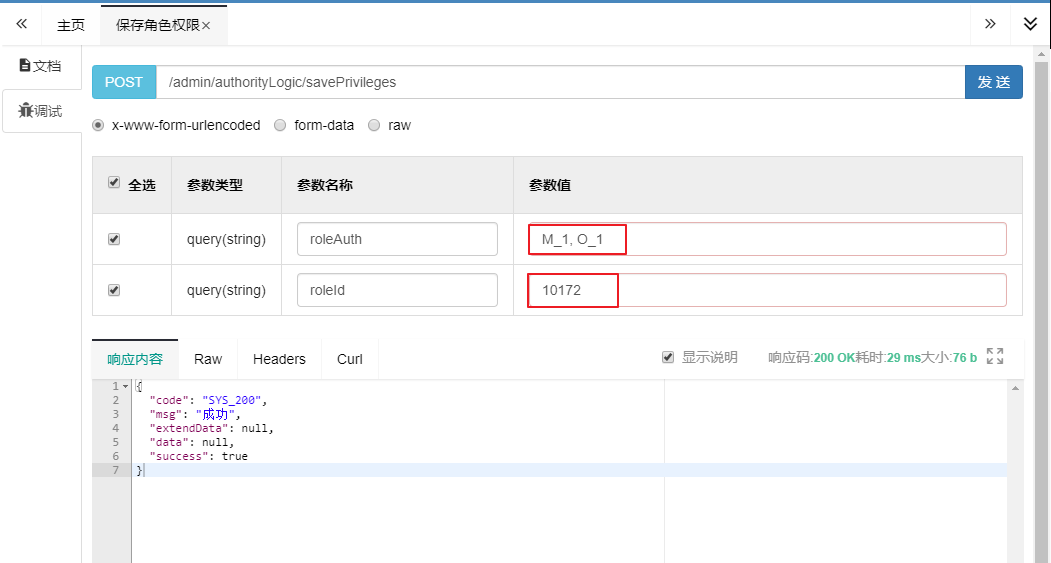 主页 保存角色权限×
文档
调试
POST /admin/authorityLogic/savePrivileges 发 送
x-www-form-urlencoded form-data raw
全选 参数类型 参数名称 参数值
query(string) roleAuth M_1, O_1
query(string) roleId 10172
响应内容 Raw Headers Curl 显示说明 响应码:200 OK耗时:29 ms大小:76 b
1 {
2 "code": "SYS_200",
3 "msg": "成功",
4 "extendData": null,
5 "data": null,
6 "success": true
7 }